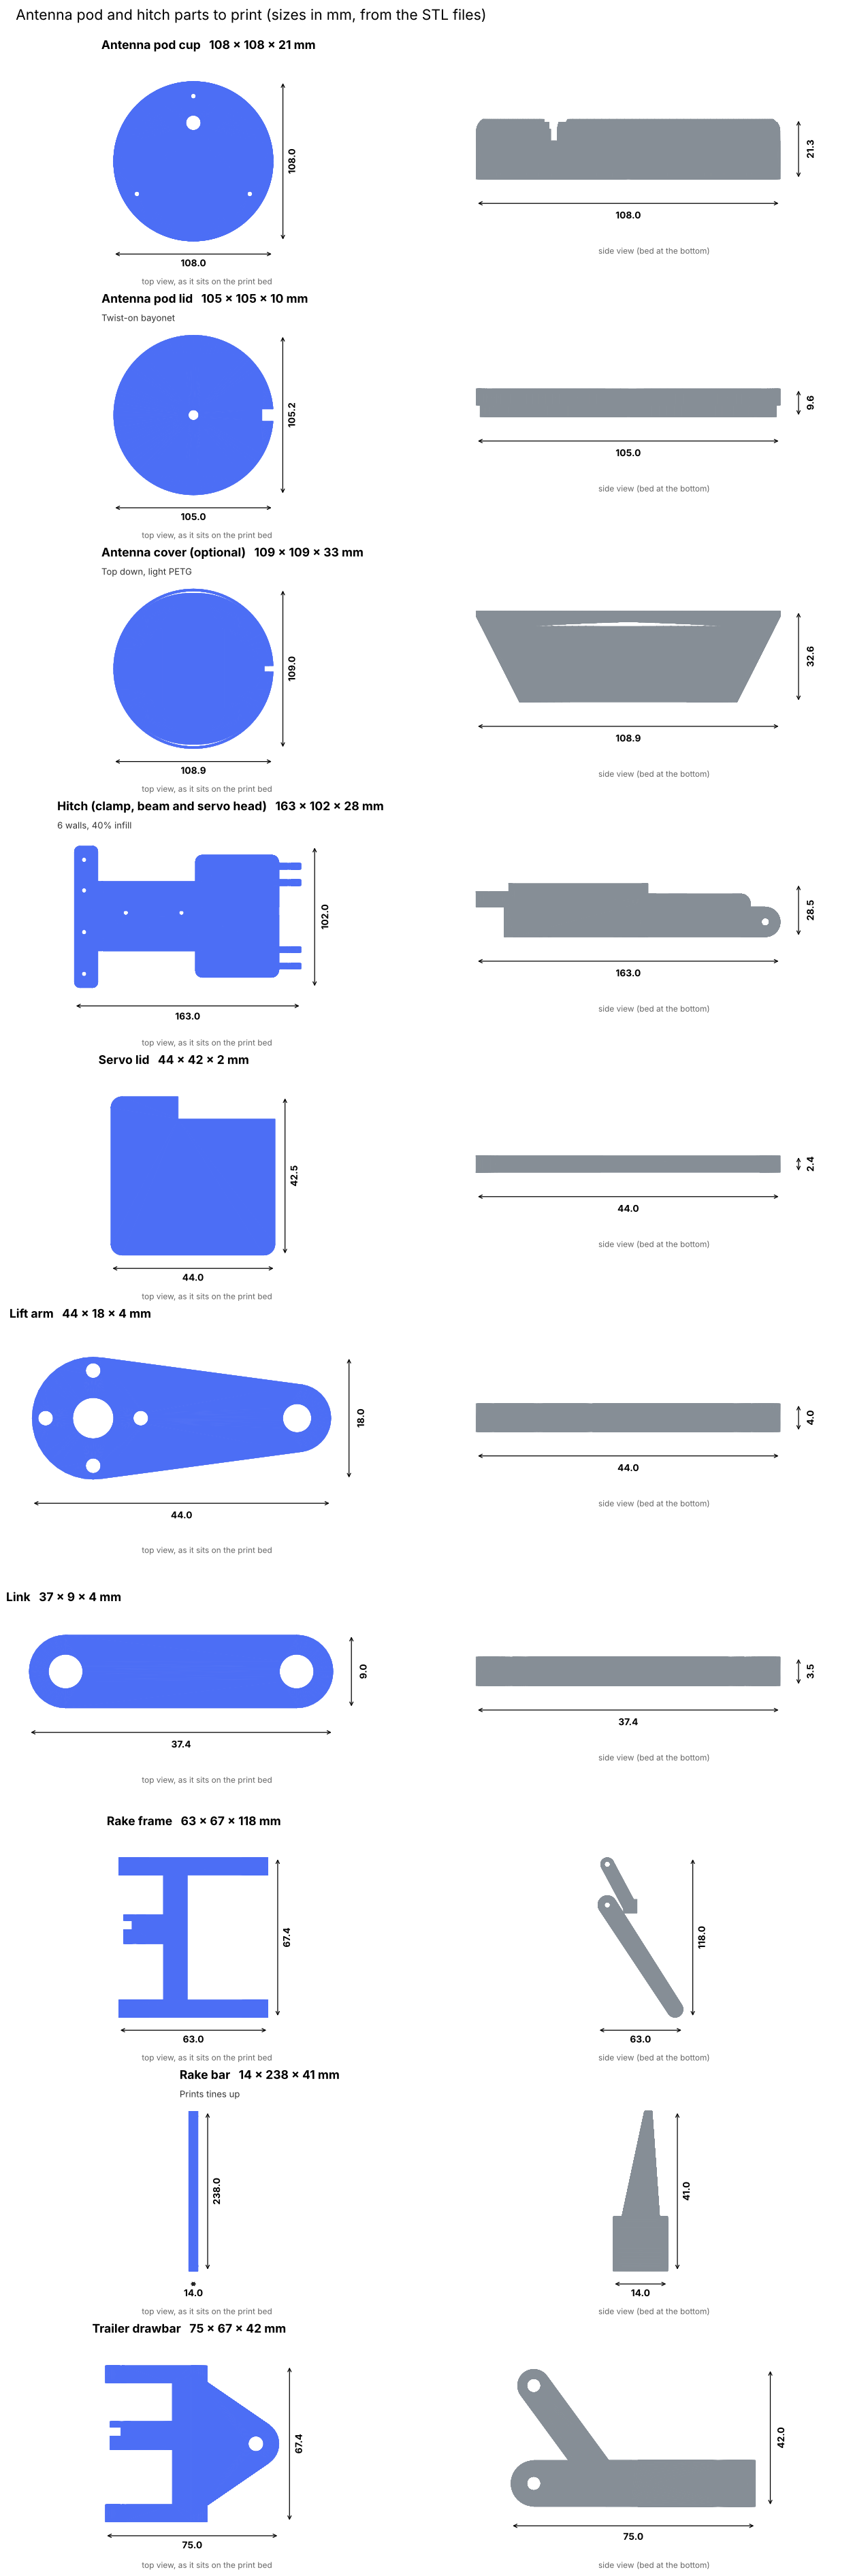 Antenna pod and hitch parts to print (sizes in mm, from the STL files)
Antenna pod cup 108 × 108 × 21 mm
108.0
108.0
21.3
108.0
top view, as it sits on the print bed
side view (bed at the bottom)
Antenna pod lid 105 × 105 × 10 mm
Twist-on bayonet
105.2
105.0
9.6
105.0
top view, as it sits on the print bed
side view (bed at the bottom)
Antenna cover (optional) 109 × 109 × 33 mm
Top down, light PETG
109.0
108.9
32.6
108.9
top view, as it sits on the print bed
side view (bed at the bottom)
Hitch (clamp, beam and servo head) 163 × 102 × 28 mm
6 walls, 40% infill
102.0
163.0
28.5
163.0
top view, as it sits on the print bed
side view (bed at the bottom)
Servo lid 44 × 42 × 2 mm
42.5
44.0
2.4
44.0
top view, as it sits on the print bed
side view (bed at the bottom)
Lift arm 44 × 18 × 4 mm
18.0
44.0
4.0
44.0
top view, as it sits on the print bed
side view (bed at the bottom)
Link 37 × 9 × 4 mm
9.0
37.4
3.5
37.4
top view, as it sits on the print bed
side view (bed at the bottom)
Rake frame 63 × 67 × 118 mm
67.4
63.0
118.0
63.0
top view, as it sits on the print bed
side view (bed at the bottom)
Rake bar 14 × 238 × 41 mm
Prints tines up
238.0
14.0
41.0
14.0
top view, as it sits on the print bed
side view (bed at the bottom)
Trailer drawbar 75 × 67 × 42 mm
67.4
75.0
42.0
75.0
top view, as it sits on the print bed
side view (bed at the bottom)